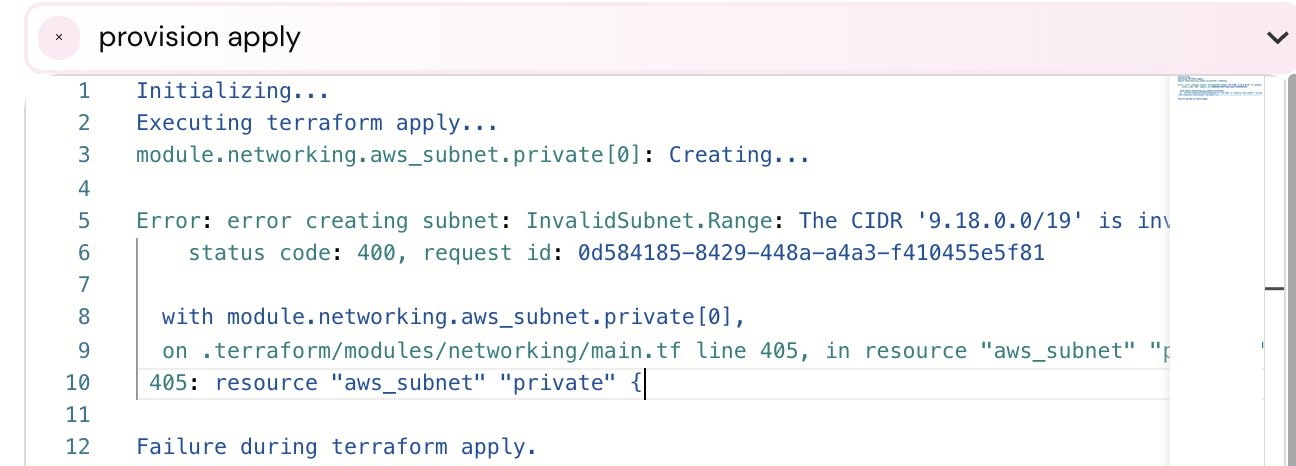 × provision apply
1 Initializing...
2 Executing terraform apply...
3 module.networking.aws_subnet.private[0]: Creating...
4
5 Error: error creating subnet: InvalidSubnet.Range: The CIDR '9.18.0.0/19' is inv
6 status code: 400, request id: 0d584185-8429-448a-a4a3-f410455e5f81
7
8 with module.networking.aws_subnet.private[0],
9 on .terraform/modules/networking/main.tf line 405, in resource "aws_subnet" "p
10 405: resource "aws_subnet" "private" {
11
12 Failure during terraform apply.